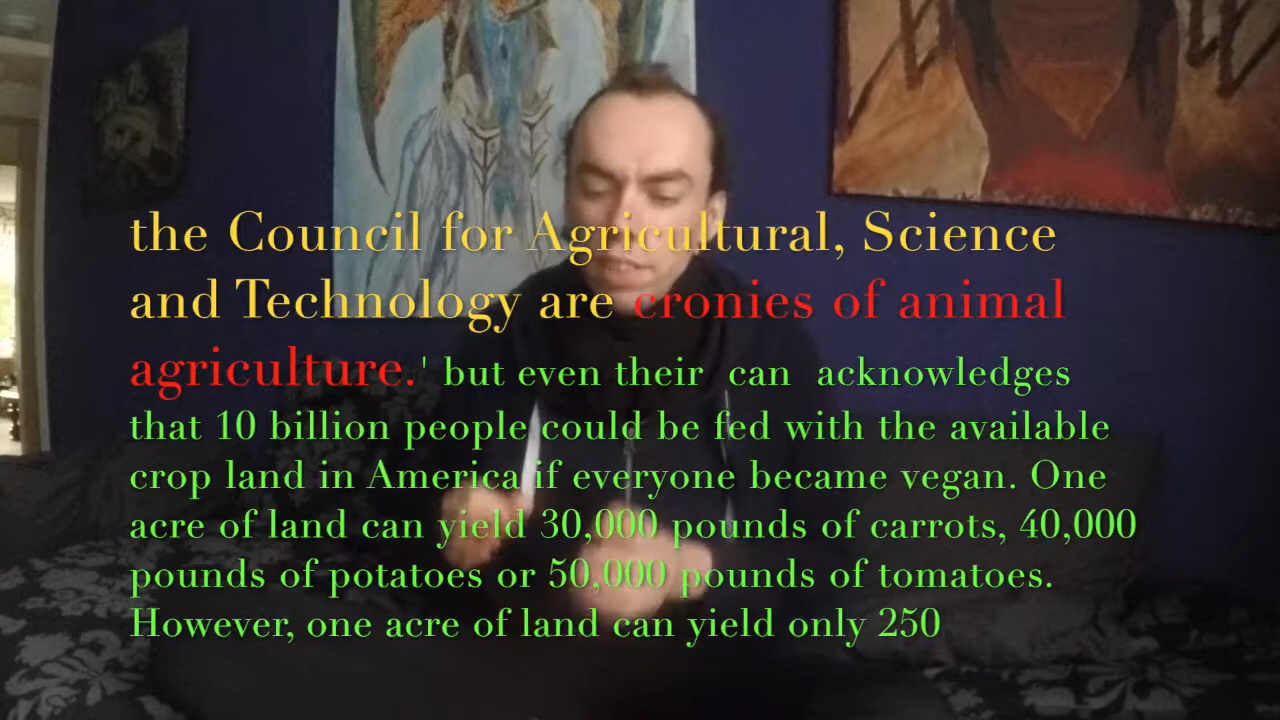 the Council for Agricultural, Science
and Technology are cronies of animal
agriculture.' but even their can acknowledges
that 10 billion people could be fed with the available
crop land in America if everyone became vegan. One
acre of land can yield 30,000 pounds of carrots, 40,000
pounds of potatoes or 50,000 pounds of tomatoes.
However, one acre of land can yield only 250